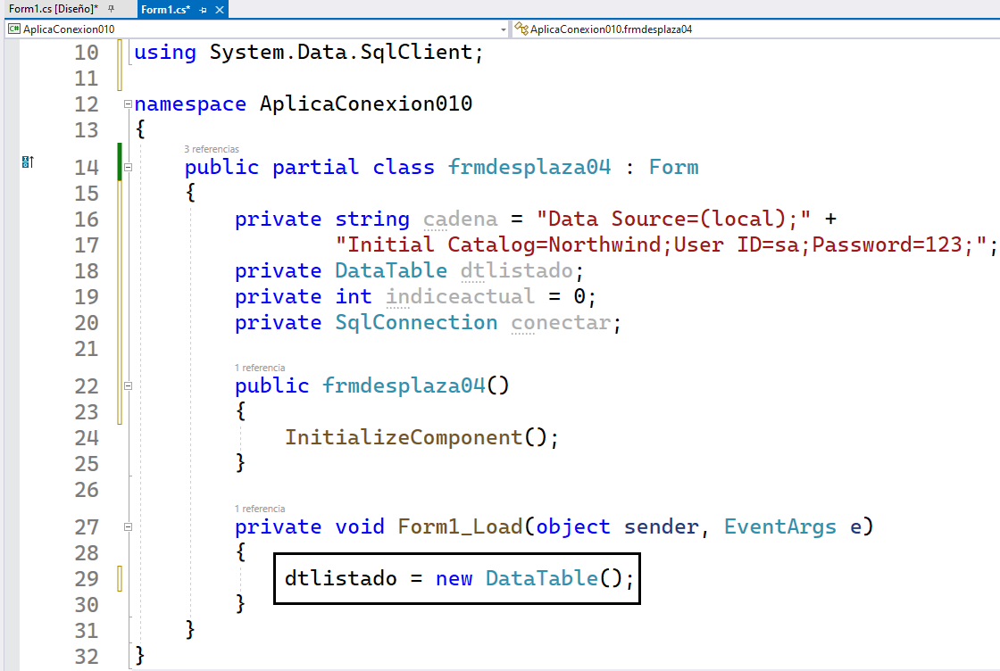 Form1.cs [Diseño]*
Form1.cs*
AplicaConexion010
AplicaConexion010.frmdesplaza04
10 using System.Data.SqlClient;
11
12 namespace AplicaConexion010
13 {
3 referencias
14 public partial class frmdesplaza04 : Form
15 {
16 private string cadena = "Data Source=(local);" +
17 "Initial Catalog=Northwind;User ID=sa;Password=123;";
18 private DataTable dtlistado;
19 private int indiceactual = 0;
20 private SqlConnection conectar;
21
1 referencia
22 public frmdesplaza04()
23 {
24 InitializeComponent();
25 }
26
1 referencia
27 private void Form1_Load(object sender, EventArgs e)
28 {
29 dtlistado = new DataTable();
30 }
31 }
32 }